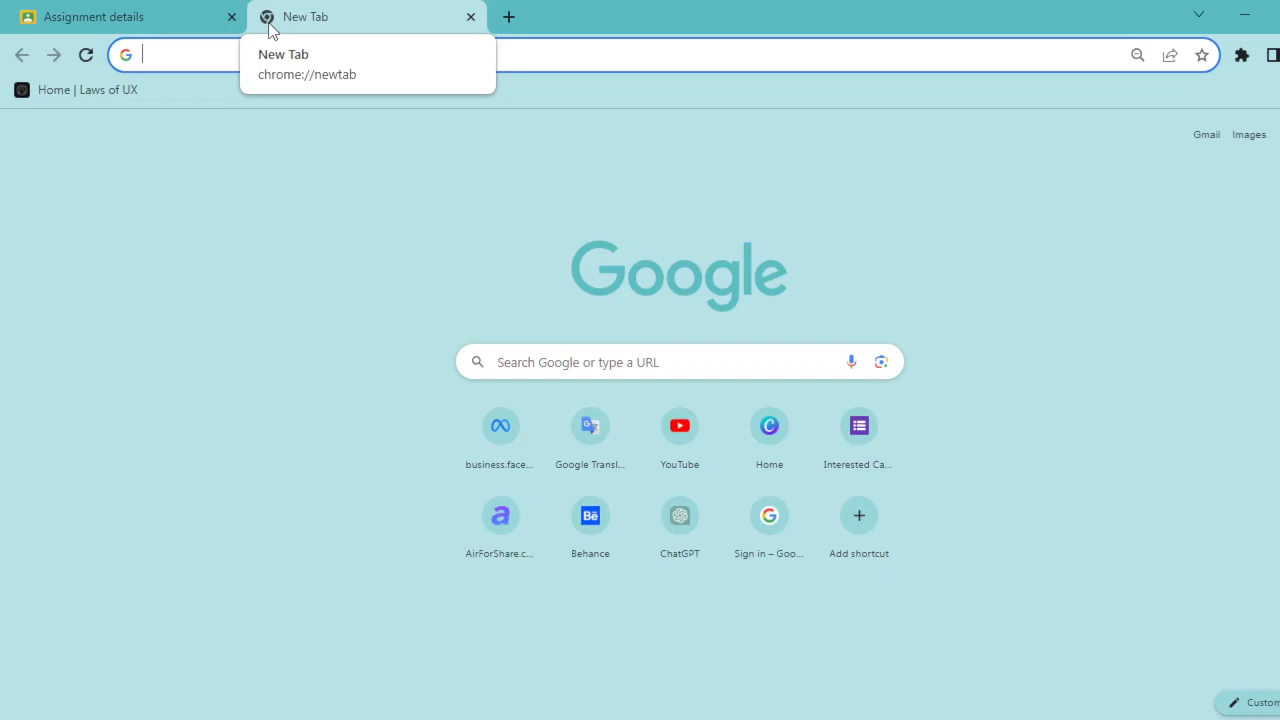 Assignment details
New Tab
New Tab
chrome://newtab
Home | Laws of UX
Gmail Images
Google
Search Google or type a URL
business.face... Google Transl... YouTube Home Interested Ca...
AirForShare.c... Behance ChatGPT Sign in – Goo... Add shortcut
Custom